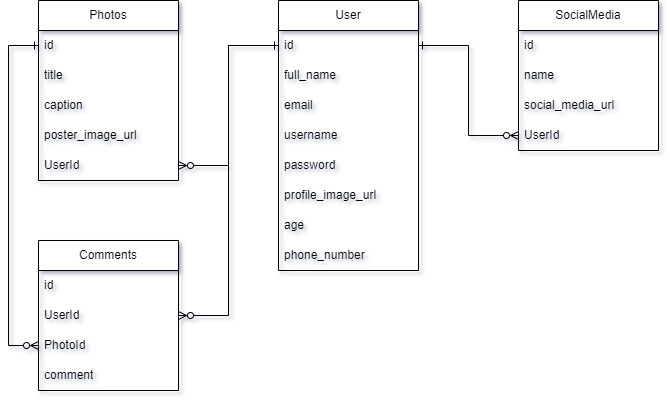 Photos
id
title
caption
poster_image_url
UserId
User
id
full_name
email
username
password
profile_image_url
age
phone_number
SocialMedia
id
name
social_media_url
UserId
Comments
id
UserId
PhotoId
comment